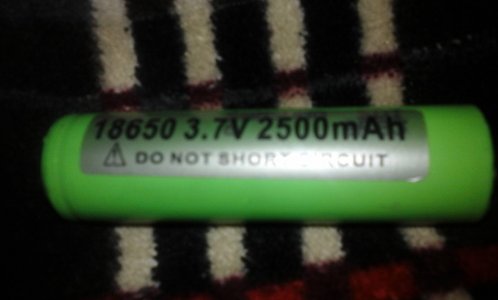 18650 3.7V 2500mAh
⚠ DO NOT SHORT CIRCUIT